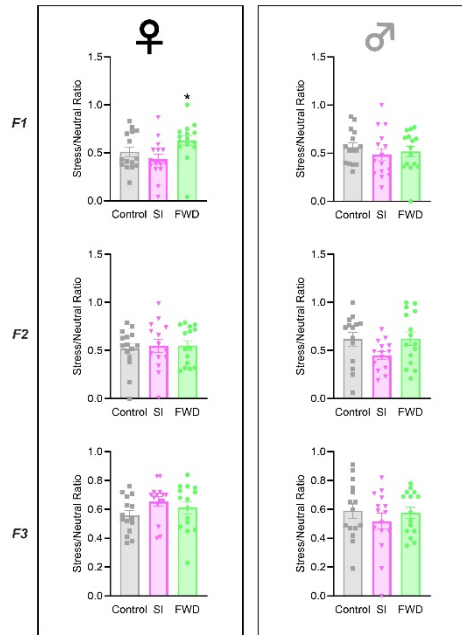 ♀
♂
F1
Stress/Neutral Ratio
1.5
1.0
0.5
0.0
*
Control SI FWD
Stress/Neutral Ratio
1.5
1.0
0.5
0.0
Control SI FWD
F2
Stress/Neutral Ratio
1.5
1.0
0.5
0.0
Control SI FWD
Stress/Neutral Ratio
1.5
1.0
0.5
0.0
Control SI FWD
F3
Stress/Neutral Ratio
1.0
0.8
0.6
0.4
0.2
0.0
Control SI FWD
Stress/Neutral Ratio
1.0
0.8
0.6
0.4
0.2
0.0
Control SI FWD